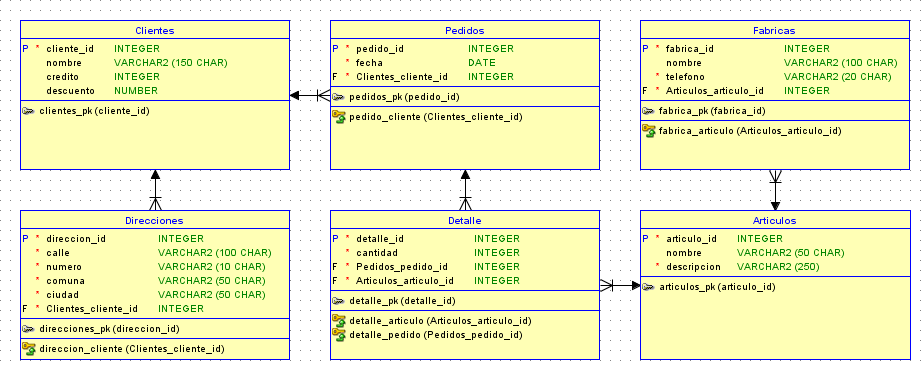 Clientes
P * cliente_id INTEGER
nombre VARCHAR2 (150 CHAR)
credito INTEGER
descuento NUMBER
clientes_pk (cliente_id)
Pedidos
P * pedido_id INTEGER
* fecha DATE
F * Clientes_cliente_id INTEGER
pedidos_pk (pedido_id)
pedido_cliente (Clientes_cliente_id)
Fabricas
P * fabrica_id INTEGER
nombre VARCHAR2 (100 CHAR)
* telefono VARCHAR2 (20 CHAR)
F * Articulos_articulo_id INTEGER
fabrica_pk (fabrica_id)
fabrica_articulo (Articulos_articulo_id)
Direcciones
P * direccion_id INTEGER
* calle VARCHAR2 (100 CHAR)
* numero VARCHAR2 (10 CHAR)
* comuna VARCHAR2 (50 CHAR)
* ciudad VARCHAR2 (50 CHAR)
F * Clientes_cliente_id INTEGER
direcciones_pk (direccion_id)
direccion_cliente (Clientes_cliente_id)
Detalle
P * detalle_id INTEGER
* cantidad INTEGER
F * Pedidos_pedido_id INTEGER
F * Articulos_articulo_id INTEGER
detalle_pk (detalle_id)
detalle_articulo (Articulos_articulo_id)
detalle_pedido (Pedidos_pedido_id)
Articulos
P * articulo_id INTEGER
* nombre VARCHAR2 (50 CHAR)
* descripcion VARCHAR2 (250)
articulos_pk (articulo_id)